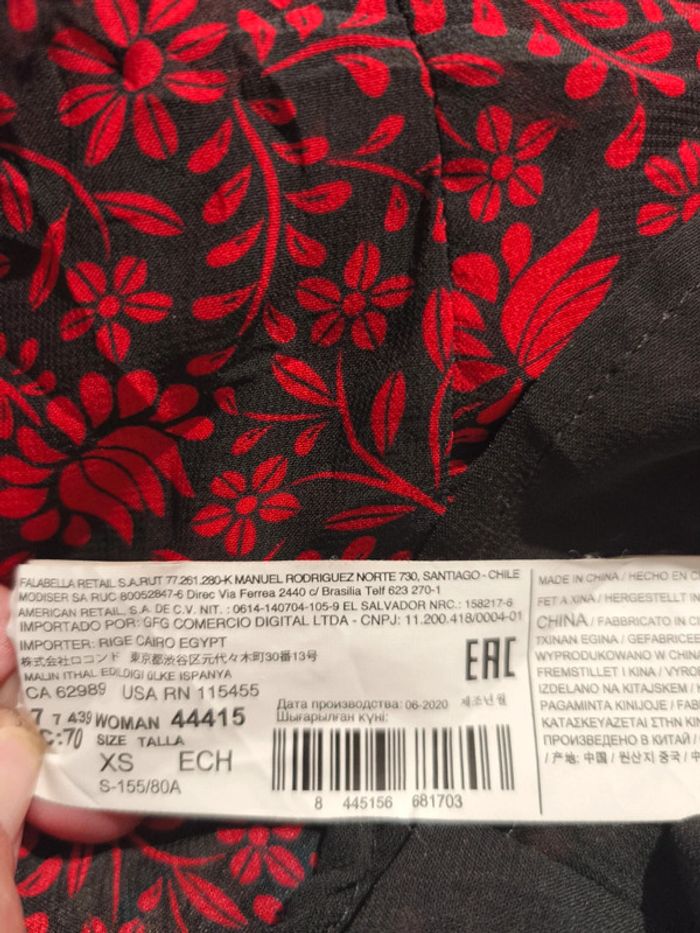 FALABELLA RETAIL S.A.RUT 77.261.280-K MANUEL RODRIGUEZ NORTE 730, SANTIAGO - CHILE
MODISER SA RUC 80052847-6 Direc Via Ferrea 2440 c/ Brasilia Telf 623 270-1
AMERICAN RETAIL, S.A. DE C.V. NIT. : 0614-140704-105-9 EL SALVADOR NRC.: 158217-6
IMPORTADO POR: GFG COMERCIO DIGITAL LTDA - CNPJ: 11.200.418/0004-01
IMPORTER: RIGE CAIRO EGYPT
株式会社ロコンド 東京都渋谷区元代々木町30番13号
MALIN ITHAL EDILDIGI ÜLKE ISPANYA
EAC
CA 62989 USA RN 115455
Дата производства: 06-2020 제조년월
Шығарылған күні:
7 7 439 WOMAN 44415
C:70 SIZE TALLA
XS ECH
S-155/80A
8 445156 681703
MADE IN CHINA / HECHO EN
FET A XINA / HERGESTELLT IN
CHINA / FABBRICATO IN
TXINAN EGINA / GEFABRICEE
WYPRODUKOWANO W CHINA
FREMSTILLET I KINA /
IZDELANO NA KITAJSKEM
PAGAMINTA KINIJOJE /
ΚΑΤΑΣΚΕΥΑΖΕΤΑΙ ΣΤΗΝ
ПРОИЗВЕДЕНО В КИТАЙ /
/ 产地: 中国 / 원산지 중국 /